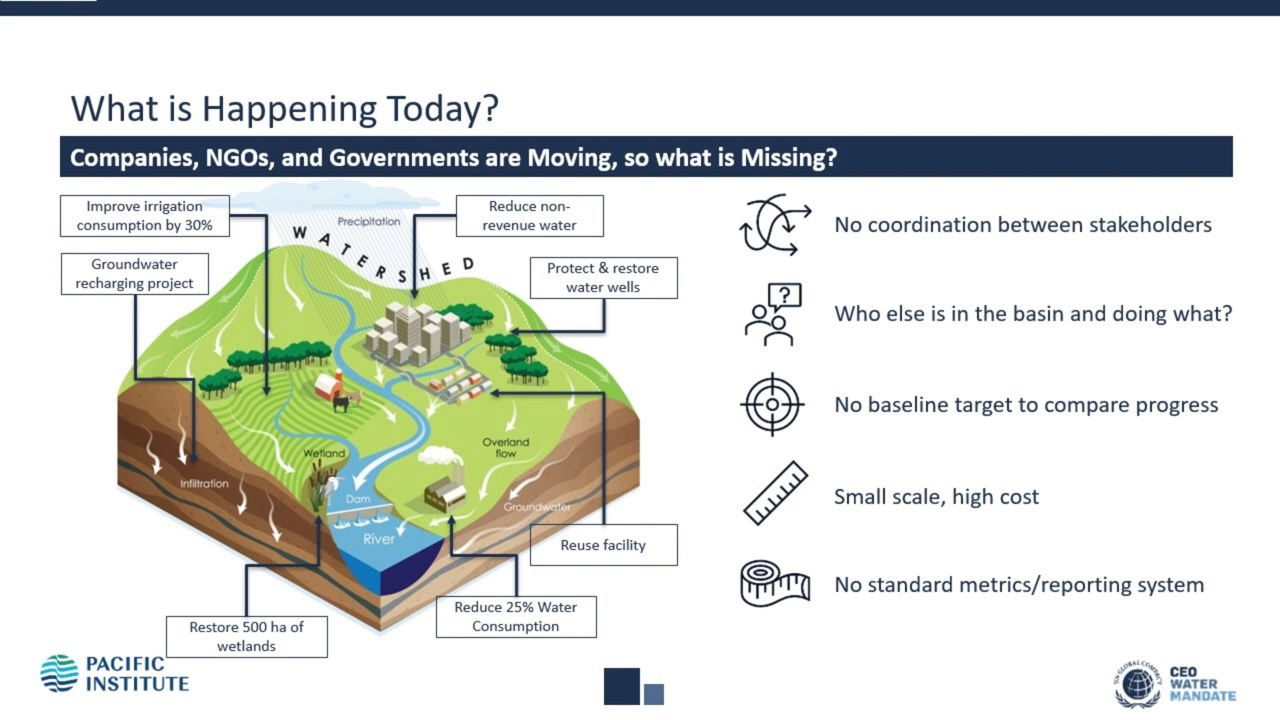 What is Happening Today?
Companies, NGOs, and Governments are Moving, so what is Missing?
Improve irrigation
consumption by 30%
Groundwater
recharging project
Reduce non-
revenue water
Protect & restore
water wells
Precipitation
WATERSHED
Wetland
Overland
flow
Infiltration
Dam
Groundwater
River
Reuse facility
Reduce 25% Water
Consumption
Restore 500 ha of
wetlands
No coordination between stakeholders
?
Who else is in the basin and doing what?
No baseline target to compare progress
Small scale, high cost
No standard metrics/reporting system
PACIFIC
INSTITUTE
UN GLOBAL COMPACT
CEO
WATER
MANDATE